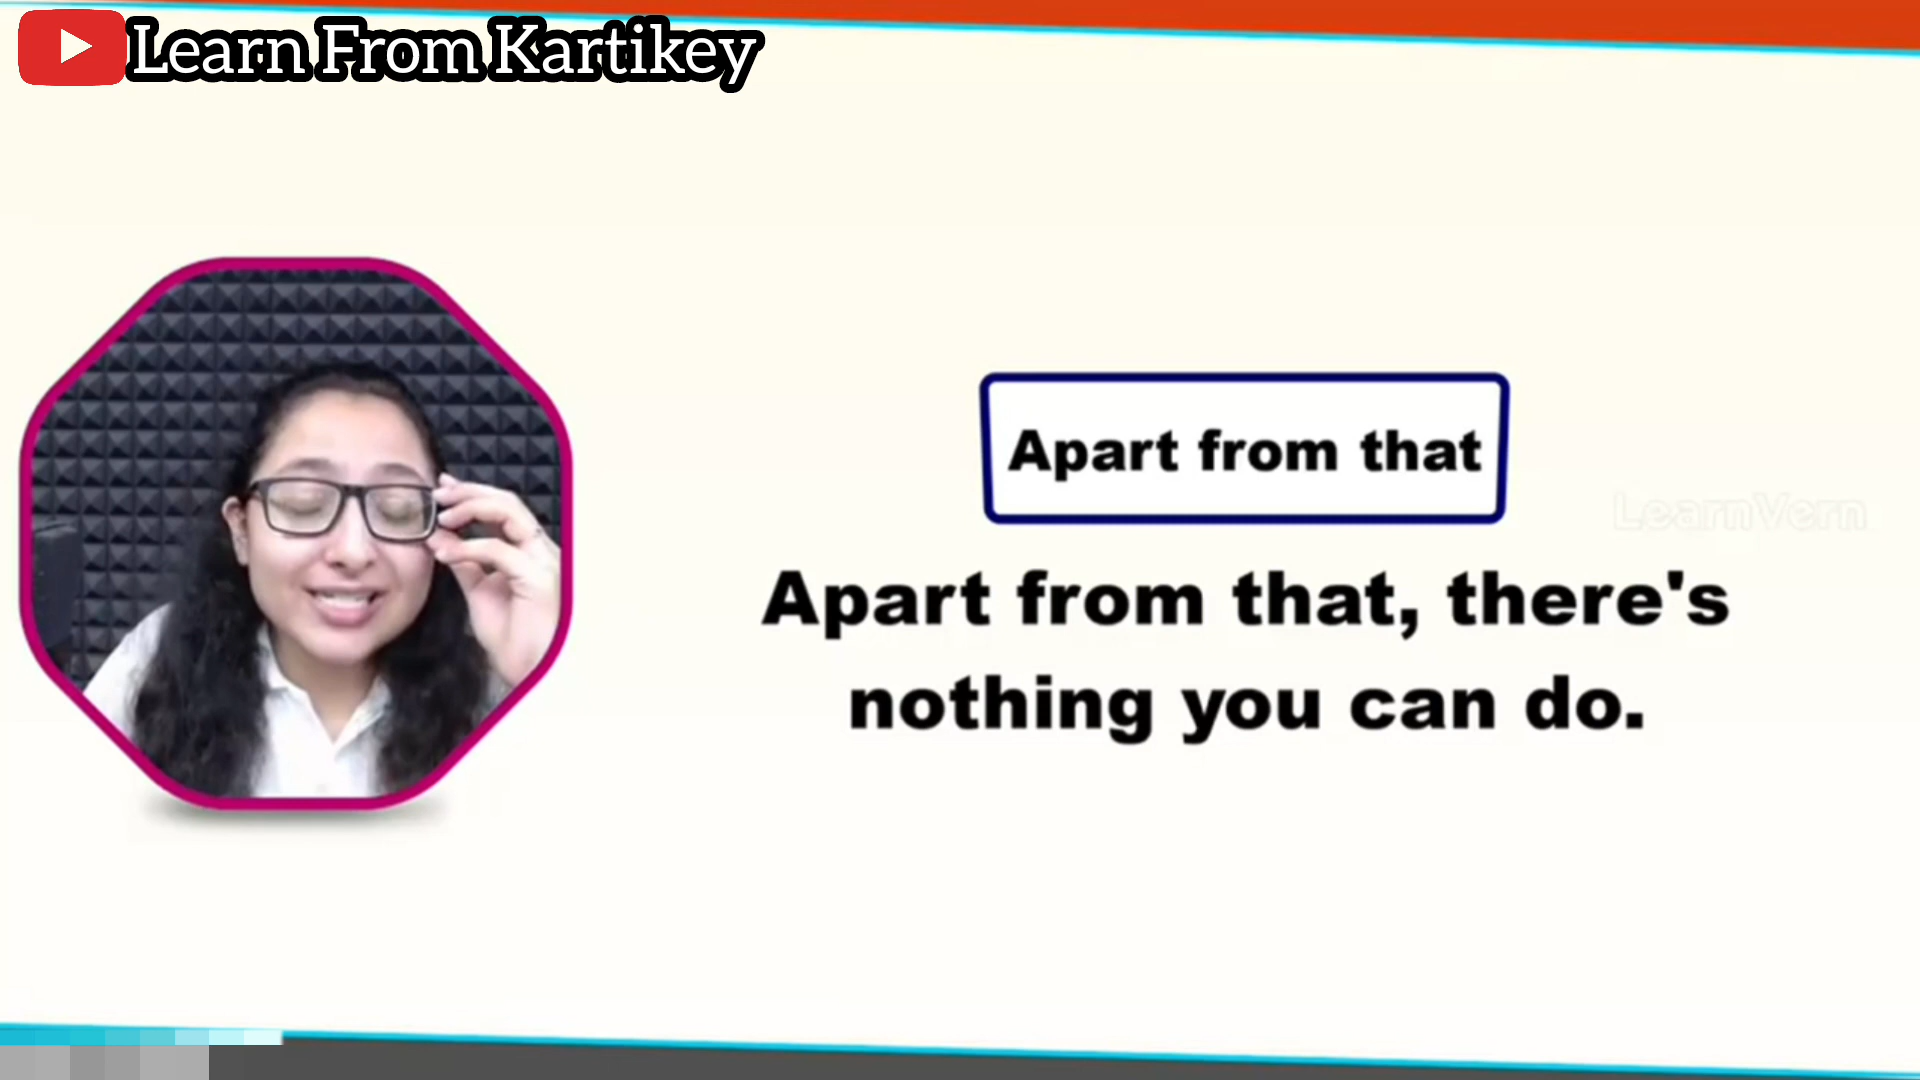 Learn From Kartikey
Apart from that
LearnVern
Apart from that, there's
nothing you can do.